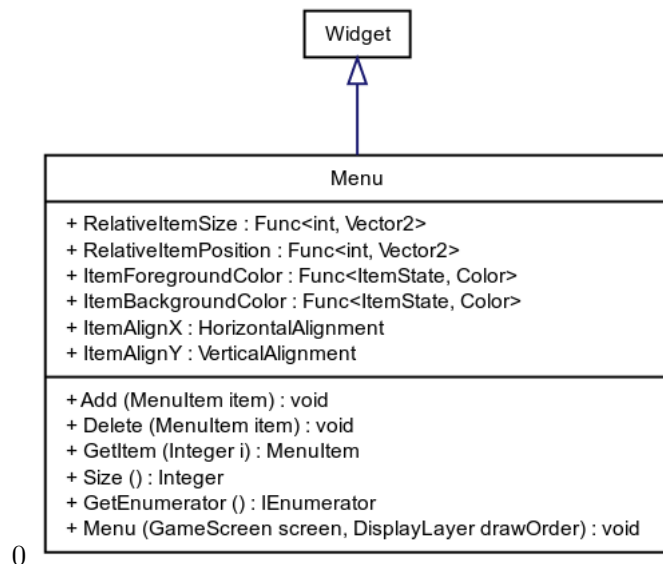 Widget
Menu
+ RelativeItemSize : Func<int, Vector2>
+ RelativeItemPosition : Func<int, Vector2>
+ ItemForegroundColor : Func<ItemState, Color>
+ ItemBackgroundColor : Func<ItemState, Color>
+ ItemAlignX : HorizontalAlignment
+ ItemAlignY : VerticalAlignment
+ Add (MenuItem item) : void
+ Delete (MenuItem item) : void
+ GetItem (Integer i) : MenuItem
+ Size () : Integer
+ GetEnumerator () : IEnumerator
+ Menu (GameScreen screen, DisplayLayer drawOrder) : void
0